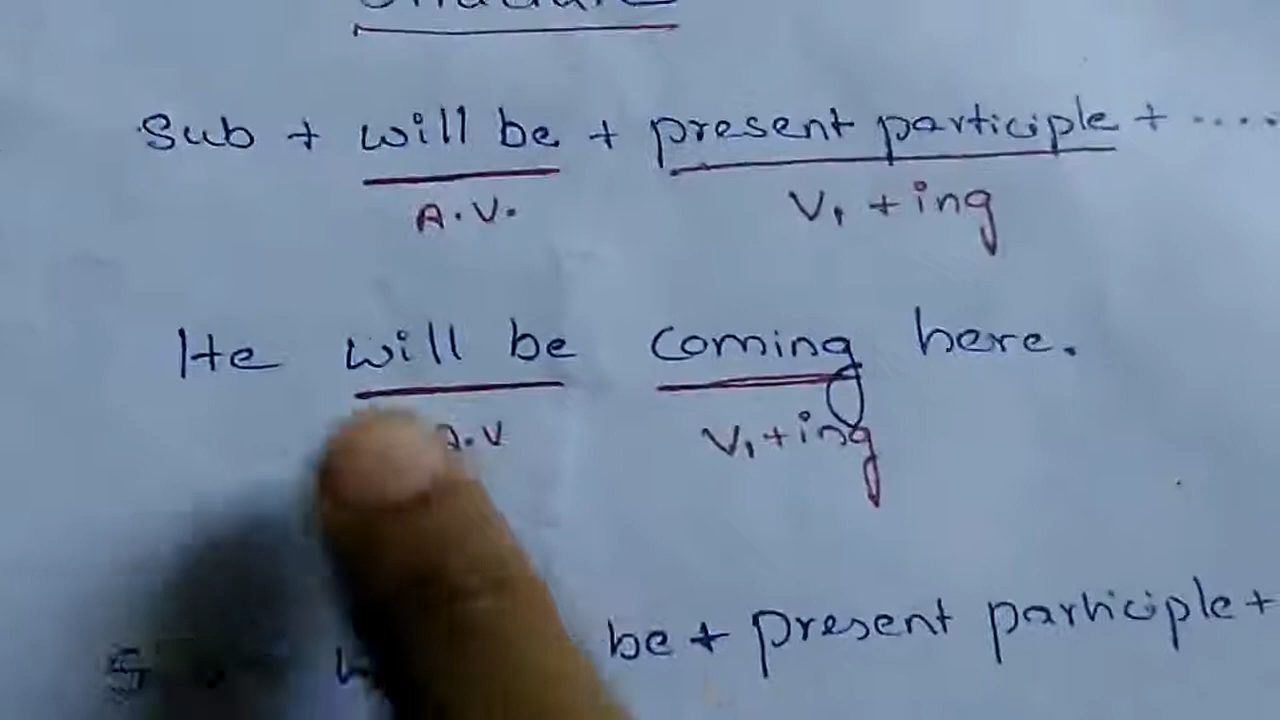 Sub + will be + present participle + ....
A.V. V₁ + ing
He will be coming here.
A.V V₁+ing
be + present participle +